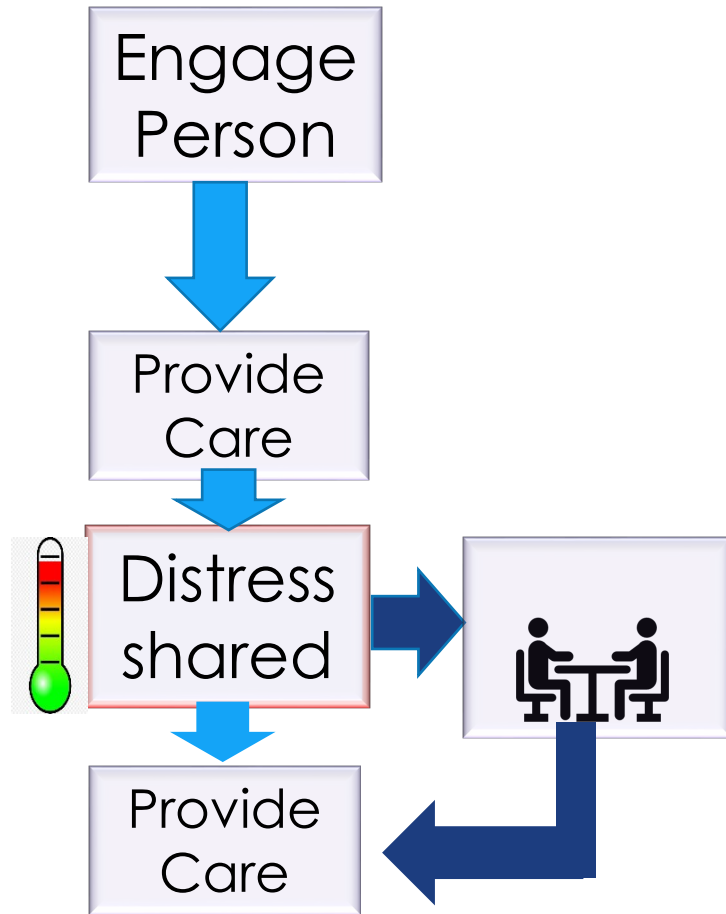 Engage
Person
Provide
Care
Distress
shared
Provide
Care